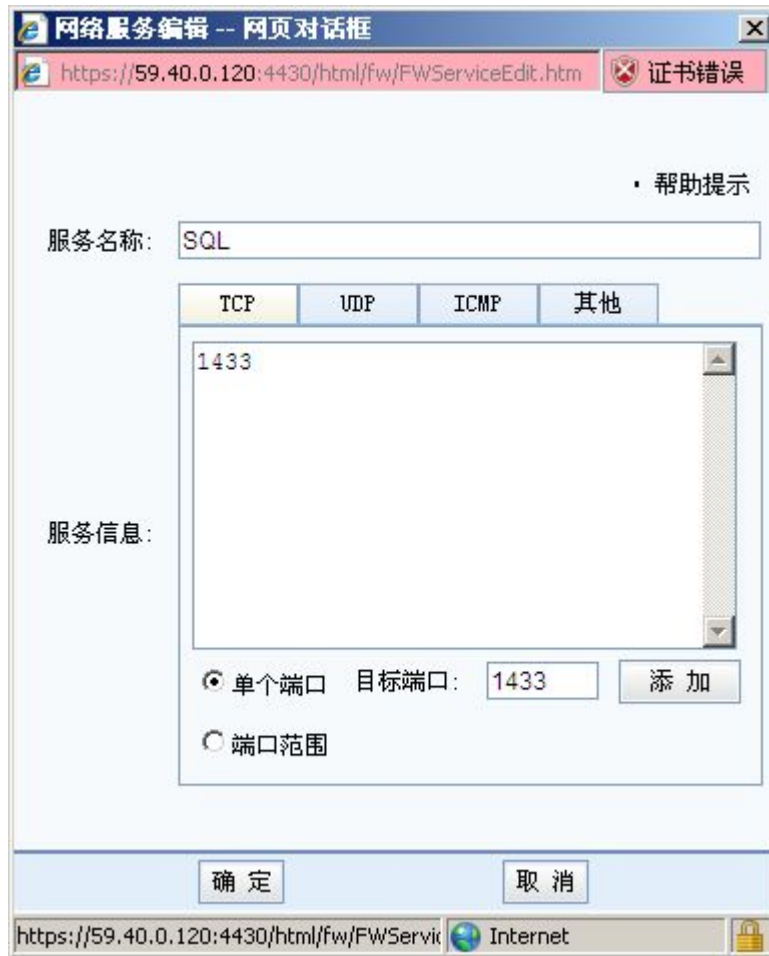 网络服务编辑 -- 网页对话框
https://59.40.0.120:4430/html/fw/FWServiceEdit.htm 证书错误
· 帮助提示
服务名称: SQL
TCP UDP ICMP 其他
1433
服务信息:
单个端口 目标端口: 1433 添 加
端口范围
确 定 取 消
https://59.40.0.120:4430/html/fw/FWServic Internet